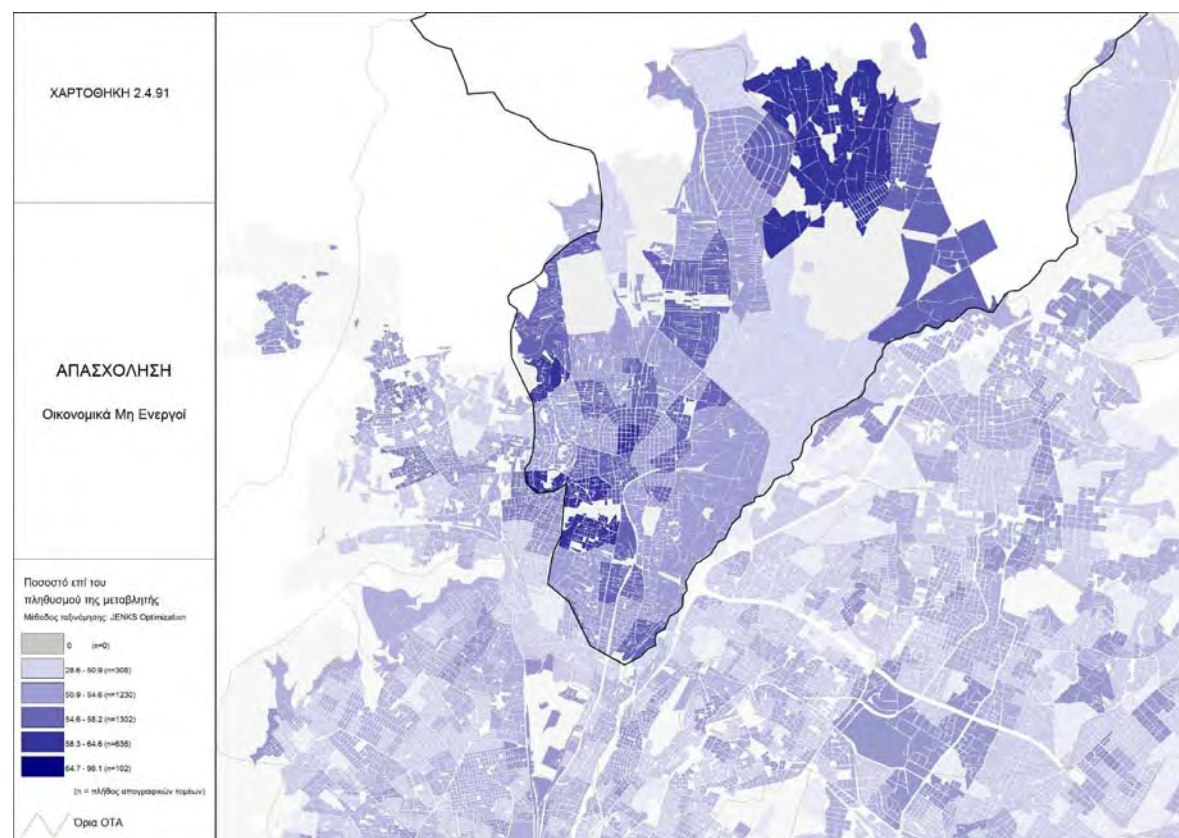 ΧΑΡΤΟΘΗΚΗ 2.4.91
ΑΠΑΣΧΟΛΗΣΗ
Οικονομικά Μη Ενεργοί
Ποσοστό επί του
πληθυσμού της μεταβλητής
Μέθοδος ταξινόμησης: JENKS Optimization
0 (n=0)
28.6 - 50.9 (n=308)
50.9 - 54.6 (n=1230)
54.6 - 58.2 (n=1302)
58.3 - 64.6 (n=636)
64.7 - 98.1 (n=102)
(n = πλήθος απογραφικών τομέων)
Όρια ΟΤΑ